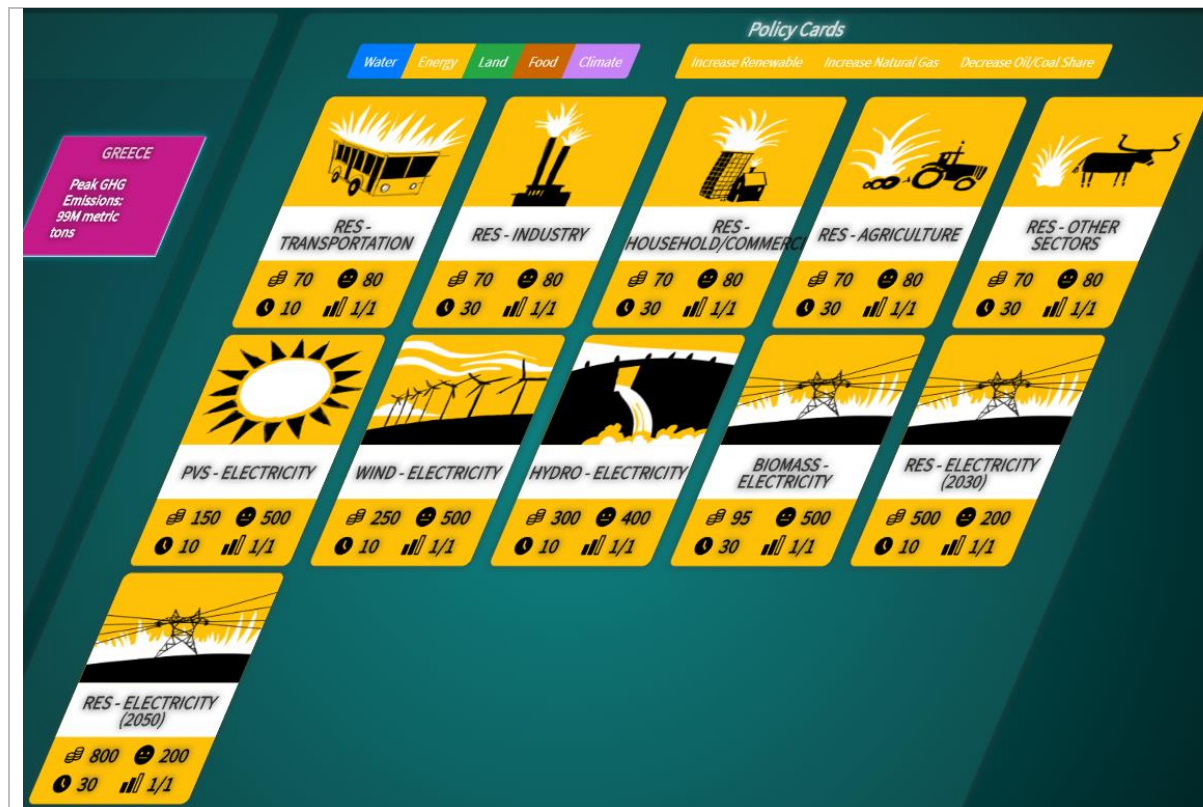 Policy Cards
Water Energy Land Food Climate
Increase Renewable Increase Natural Gas Decrease Oil/Coal Share
GREECE
Peak GHG
Emissions:
99M metric
tons
RES -
TRANSPORTATION
70 80
10 1/1
RES - INDUSTRY
70 80
30 1/1
RES -
HOUSEHOLD/COMMERCI
70 80
30 1/1
RES - AGRICULTURE
70 80
30 1/1
RES - OTHER
SECTORS
70 80
30 1/1
PVS - ELECTRICITY
150 500
10 1/1
WIND - ELECTRICITY
250 500
10 1/1
HYDRO - ELECTRICITY
300 400
10 1/1
BIOMASS -
ELECTRICITY
95 500
30 1/1
RES - ELECTRICITY
(2030)
500 200
10 1/1
RES - ELECTRICITY
(2050)
800 200
30 1/1